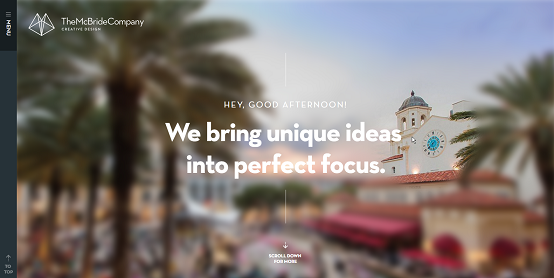 MENU
TheMcBrideCompany
CREATIVE DESIGN
HEY, GOOD AFTERNOON!
We bring unique ideas
into perfect focus.
SCROLL DOWN
FOR MORE
TO
TOP